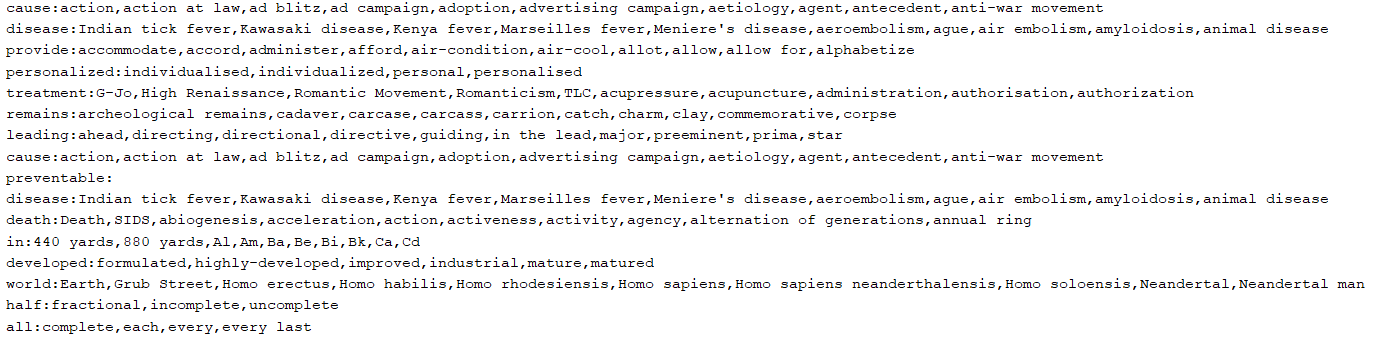 cause:action,action at law,ad blitz,ad campaign,adoption,advertising campaign,aetiology,agent,antecedent,anti-war movement
disease:Indian tick fever,Kawasaki disease,Kenya fever,Marseilles fever,Meniere's disease,aeroembolism,ague,air embolism,amyloidosis,animal disease
provide:accommodate,accord,administer,afford,air-condition,air-cool,allot,allow,allow for,alphabetize
personalized:individualised,individualized,personal,personalised
treatment:G-Jo,High Renaissance,Romantic Movement,Romanticism,TLC,acupressure,acupuncture,administration,authorisation,authorization
remains:archeological remains,cadaver,carcase,carcass,carrion,catch,charm,clay,commemorative,corpse
leading:ahead,directing,directional,directive,guiding,in the lead,major,preeminent,prima,star
cause:action,action at law,ad blitz,ad campaign,adoption,advertising campaign,aetiology,agent,antecedent,anti-war movement
preventable:
disease:Indian tick fever,Kawasaki disease,Kenya fever,Marseilles fever,Meniere's disease,aeroembolism,ague,air embolism,amyloidosis,animal disease
death:Death,SIDS,abiogenesis,acceleration,action,activeness,activity,agency,alternation of generations,annual ring
in:440 yards,880 yards,Al,Am,Ba,Be,Bi,Bk,Ca,Cd
developed:formulated,highly-developed,improved,industrial,mature,matured
world:Earth,Grub Street,Homo erectus,Homo habilis,Homo rhodesiensis,Homo sapiens,Homo sapiens neanderthalensis,Homo soloensis,Neandertal,Neandertal man
half:fractional,incomplete,uncomplete
all:complete,each,every,every last